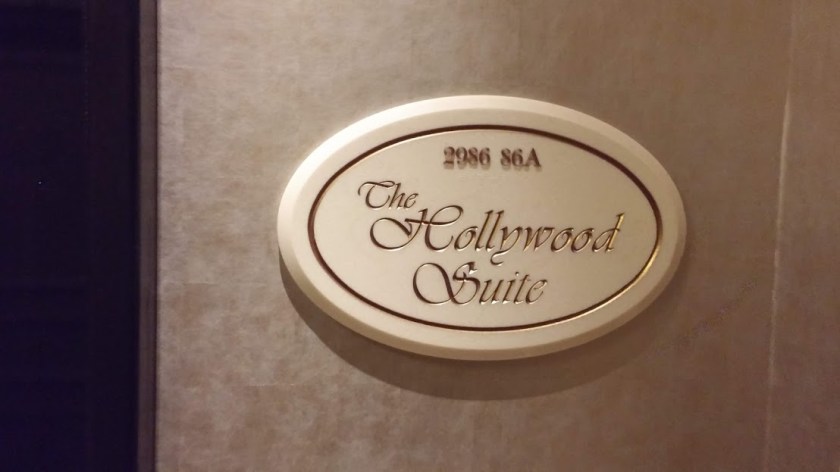 2986 86A
The
Hollywood
Suite